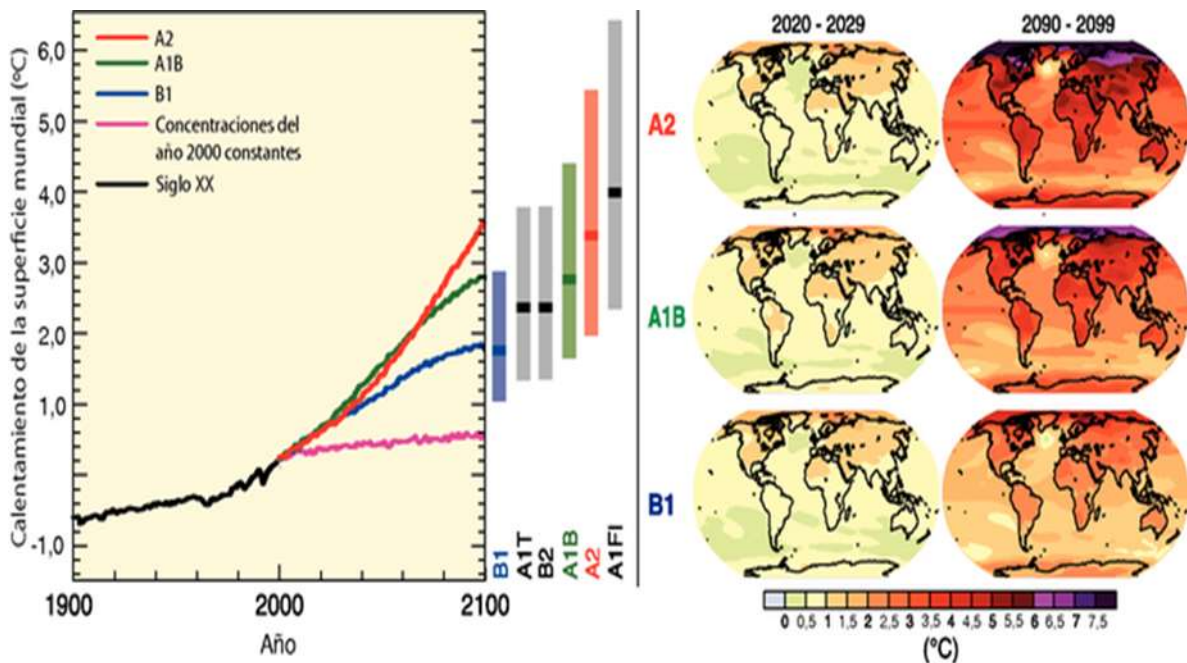 Calentamiento de la superficie mundial (ºC)
6,0
5,0
4,0
3,0
2,0
1,0
-1,0
A2
A1B
B1
Concentraciones del
año 2000 constantes
Siglo XX
1900
2000
2100
Año
B1
A1T
B2
A1B
A2
A1FI
2020 - 2029
2090 - 2099
A2
A1B
B1
0 0,5 1 1,5 2 2,5 3 3,5 4 4,5 5 5,5 6 6,5 7 7,5
(ºC)